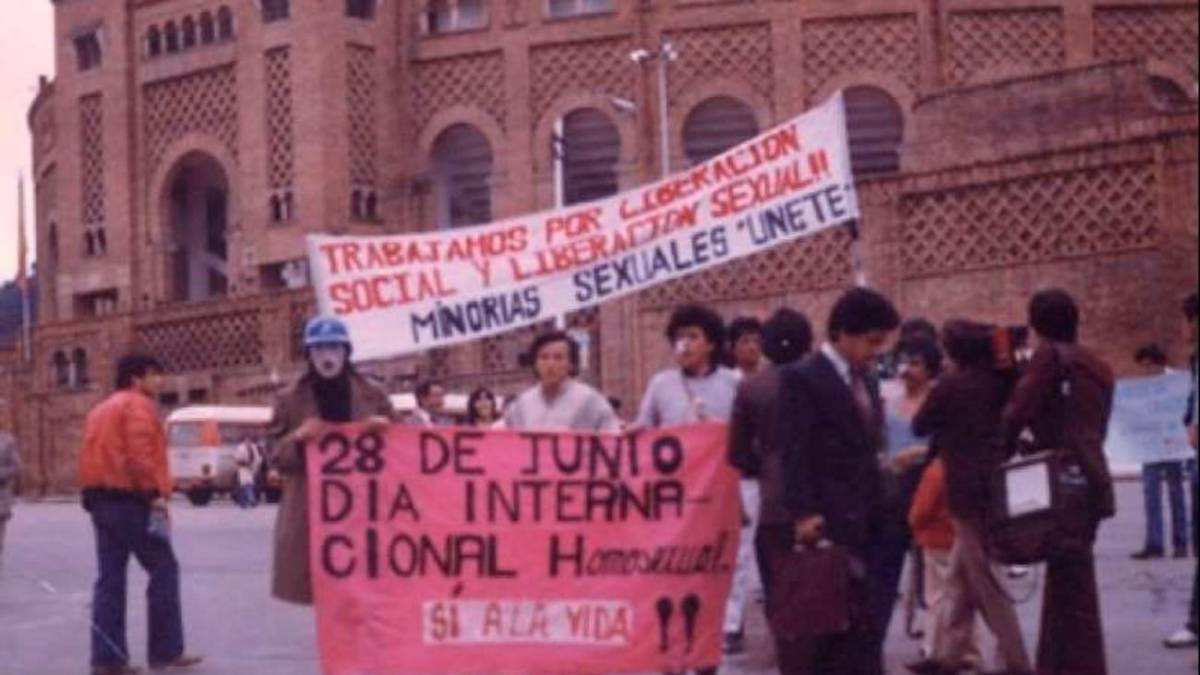 TRABAJAMOS POR LIBERACION
SOCIAL Y LIBERACION SEXUAL!!
MINORIAS SEXUALES "UNETE"
28 DE JUNIO
DIA INTERNA-
CIONAL Homosexual.
SI A LA VIDA !!